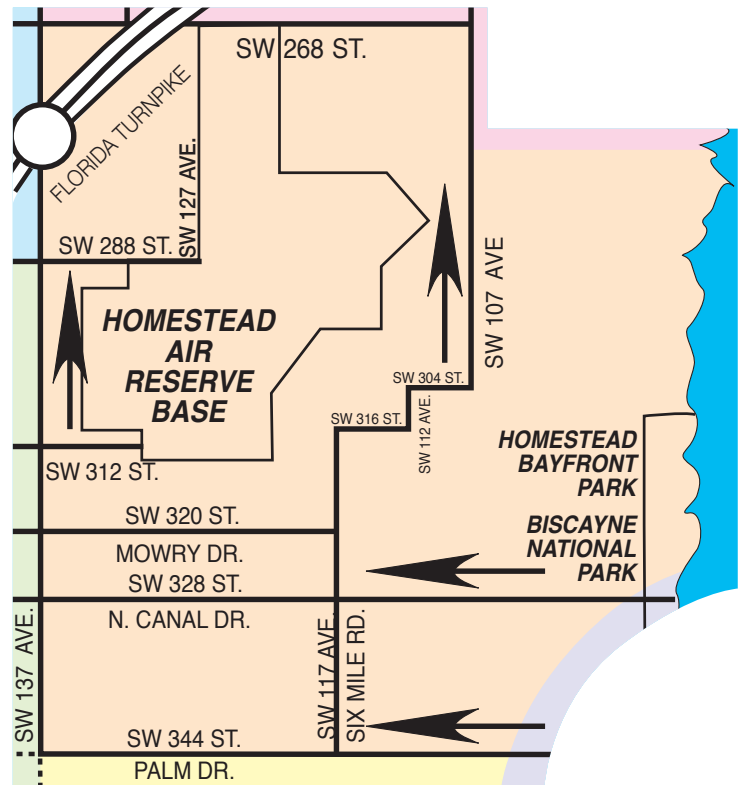 SW 268 ST.
FLORIDA TURNPIKE
SW 127 AVE.
SW 288 ST.
SW 107 AVE
HOMESTEAD
AIR
RESERVE
BASE
SW 304 ST.
SW 316 ST.
SW 112 AVE.
SW 312 ST.
HOMESTEAD
BAYFRONT
PARK
SW 320 ST.
BISCAYNE
NATIONAL
PARK
MOWRY DR.
SW 328 ST.
N. CANAL DR.
SW 137 AVE.
SW 117 AVE.
SIX MILE RD.
SW 344 ST.
PALM DR.